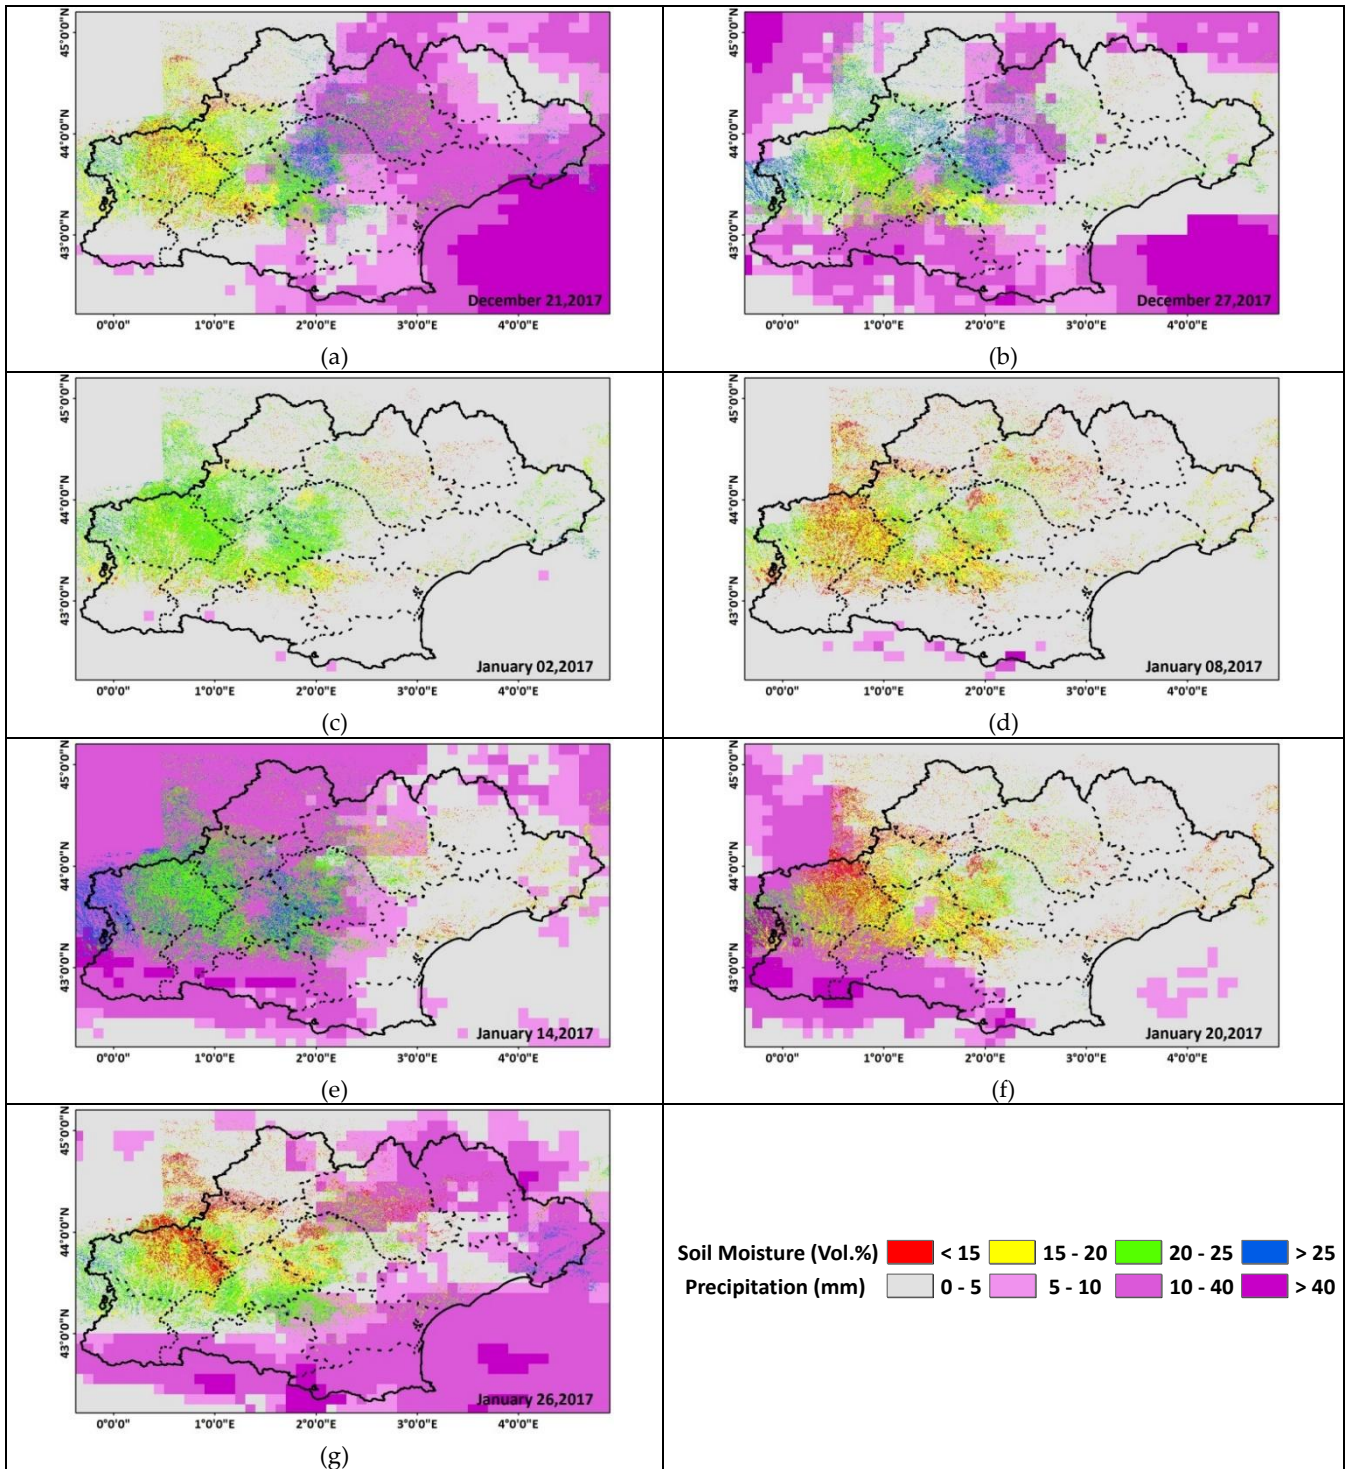 45°0'0"N
44°0'0"N
43°0'0"N
December 21,2017
0°0'0" 1°0'0"E 2°0'0"E 3°0'0"E 4°0'0"E
(a)
45°0'0"N
44°0'0"N
43°0'0"N
December 27,2017
0°0'0" 1°0'0"E 2°0'0"E 3°0'0"E 4°0'0"E
(b)
45°0'0"N
44°0'0"N
43°0'0"N
January 02,2017
0°0'0" 1°0'0"E 2°0'0"E 3°0'0"E 4°0'0"E
(c)
45°0'0"N
44°0'0"N
43°0'0"N
January 08,2017
0°0'0" 1°0'0"E 2°0'0"E 3°0'0"E 4°0'0"E
(d)
45°0'0"N
44°0'0"N
43°0'0"N
January 14,2017
0°0'0" 1°0'0"E 2°0'0"E 3°0'0"E 4°0'0"E
(e)
45°0'0"N
44°0'0"N
43°0'0"N
January 20,2017
0°0'0" 1°0'0"E 2°0'0"E 3°0'0"E 4°0'0"E
(f)
45°0'0"N
44°0'0"N
43°0'0"N
January 26,2017
0°0'0" 1°0'0"E 2°0'0"E 3°0'0"E 4°0'0"E
(g)
Soil Moisture (Vol.%) < 15 15 - 20 20 - 25 > 25
Precipitation (mm) 0 - 5 5 - 10 10 - 40 > 40